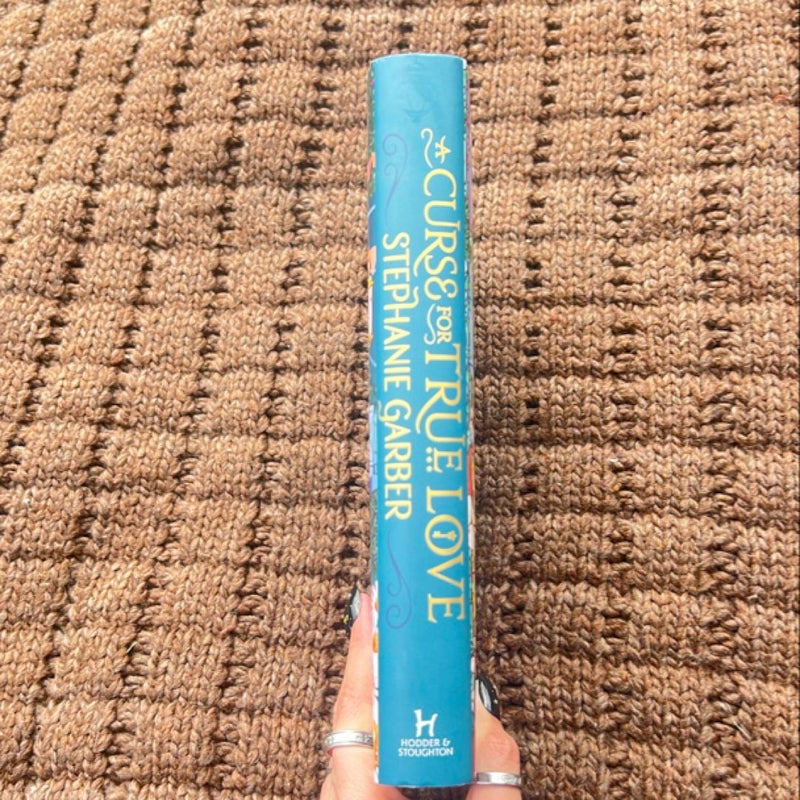 A CURSE FOR TRUE LOVE
STEPHANIE GARBER
H
HODDER &
STOUGHTON